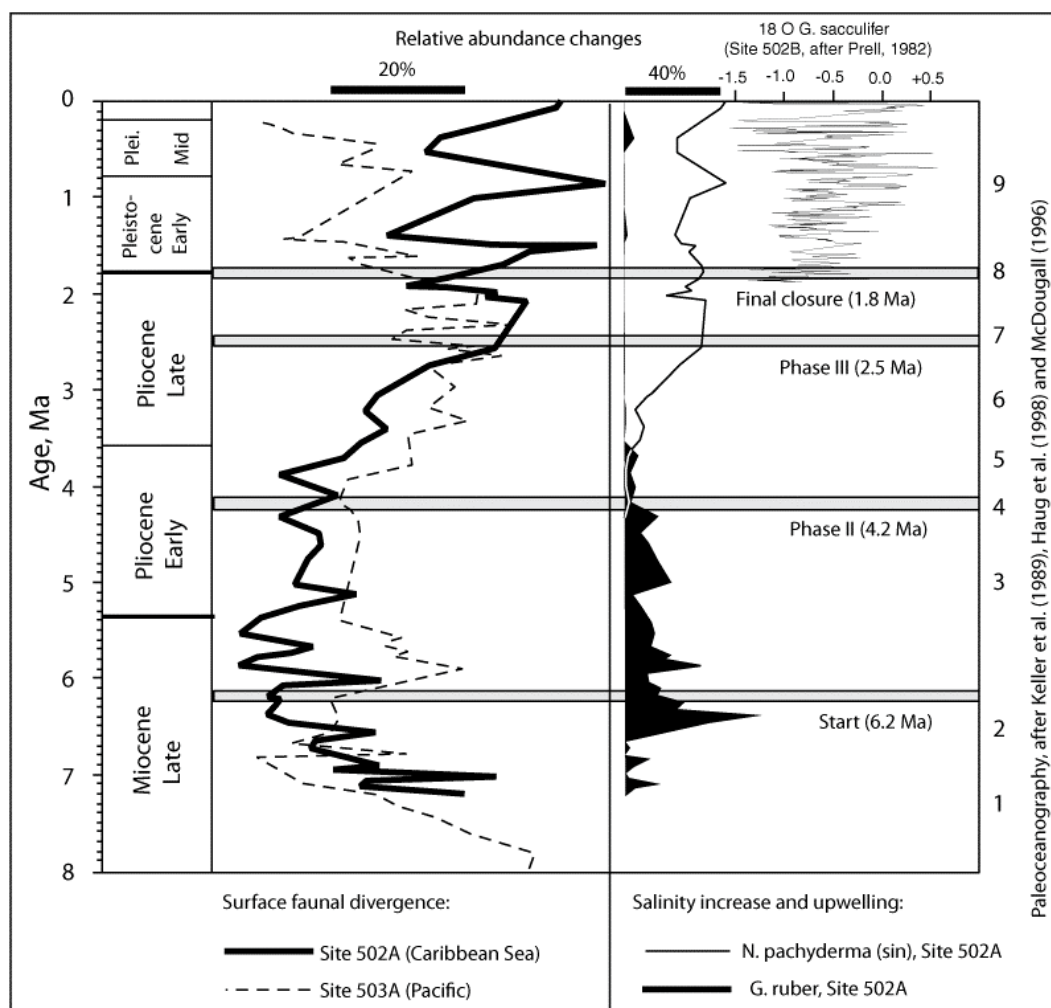 Relative abundance changes
20%
40%
18 O G. sacculifer
(Site 502B, after Prell, 1982)
-1.5 -1.0 -0.5 0.0 +0.5
Age, Ma
0
1
2
3
4
5
6
7
8
Plei.
Mid
Pleisto-
cene
Early
Pliocene
Late
Pliocene
Early
Miocene
Late
9
8
Final closure (1.8 Ma)
7
Phase III (2.5 Ma)
6
5
4
Phase II (4.2 Ma)
3
Start (6.2 Ma)
2
1
Paleoceanography, after Keller et al. (1989), Haug et al. (1998) and McDougall (1996)
Surface faunal divergence:
Site 502A (Caribbean Sea)
Site 503A (Pacific)
Salinity increase and upwelling:
N. pachyderma (sin), Site 502A
G. ruber, Site 502A